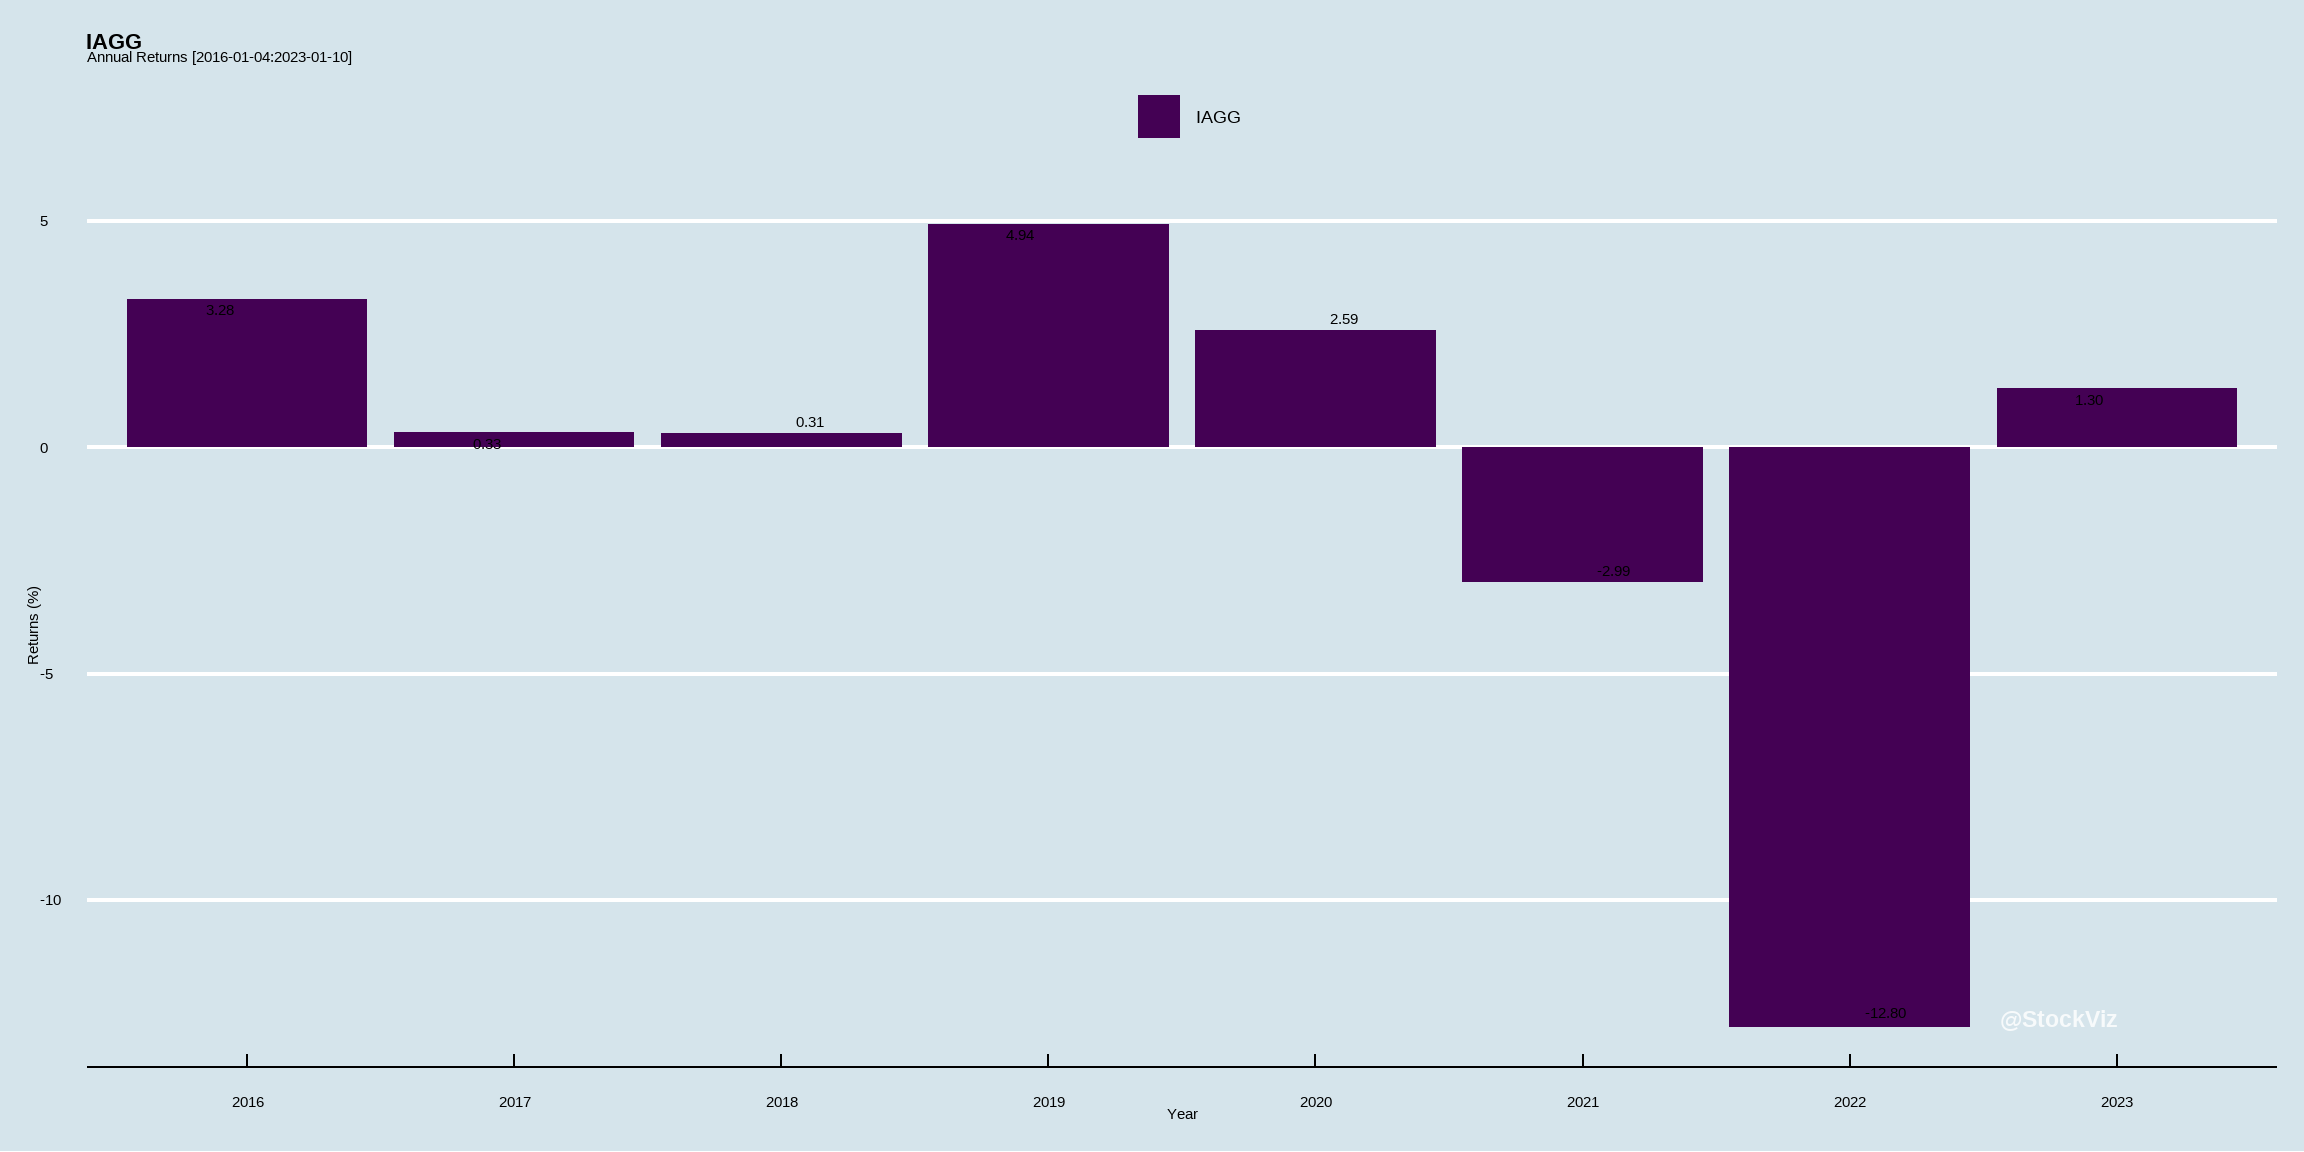 IAGG
Annual Returns [2016-01-04:2023-01-10]
IAGG
5
4.94
3.28
2.59
1.30
0.31
0.33
0
-2.99
Returns (%)
-5
-10
-12.80
@StockViz
2016 2017 2018 2019 2020 2021 2022 2023
Year